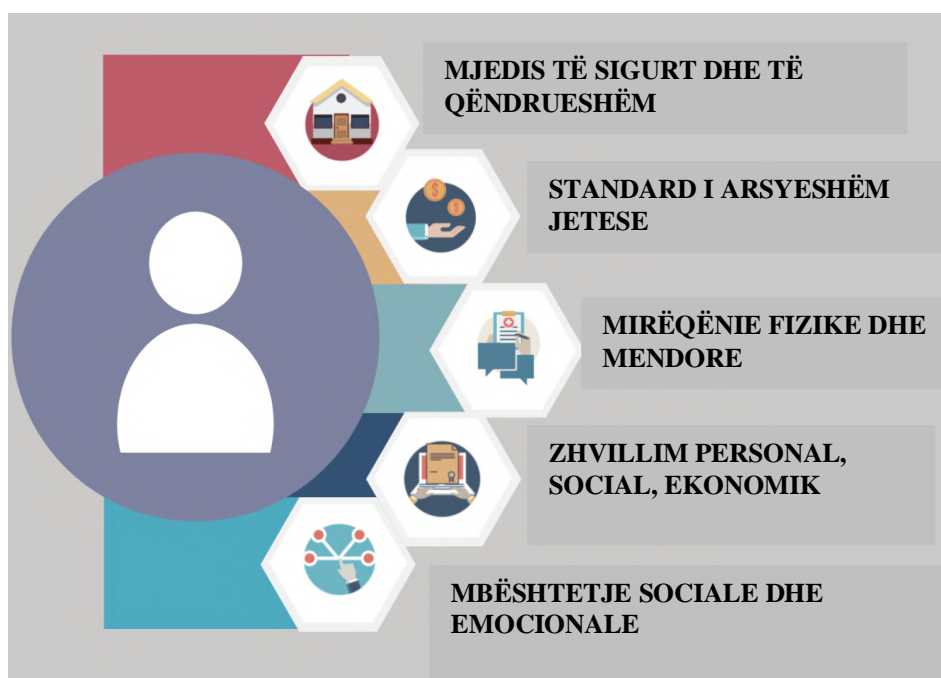 MJEDIS TË SIGURT DHE TË
QËNDRUESHËM
STANDARD I ARSYESHËM
JETESE
MIRËQËNIE FIZIKE DHE
MENDORE
ZHVILLIM PERSONAL,
SOCIAL, EKONOMIK
MBËSHTETJE SOCIALE DHE
EMOCIONALE